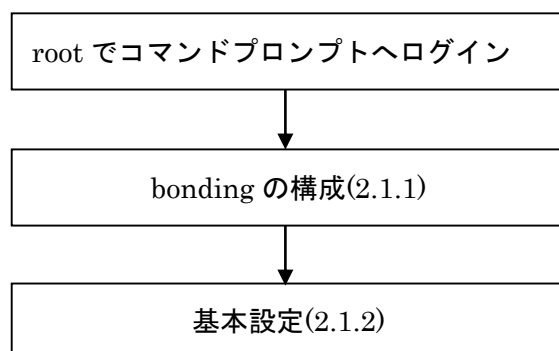 root でコマンドプロンプトへログイン
bonding の構成(2.1.1)
基本設定(2.1.2)